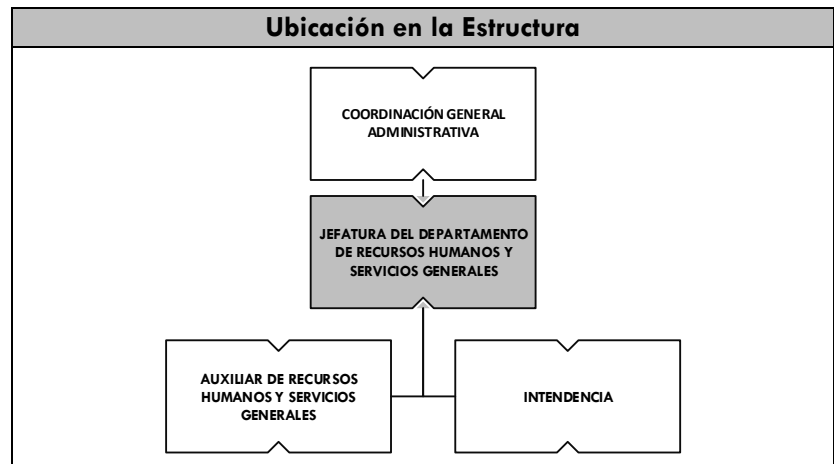 Ubicación en la Estructura
COORDINACIÓN GENERAL
ADMINISTRATIVA
JEFATURA DEL DEPARTAMENTO
DE RECURSOS HUMANOS Y
SERVICIOS GENERALES
AUXILIAR DE RECURSOS
HUMANOS Y SERVICIOS
GENERALES
INTENDENCIA